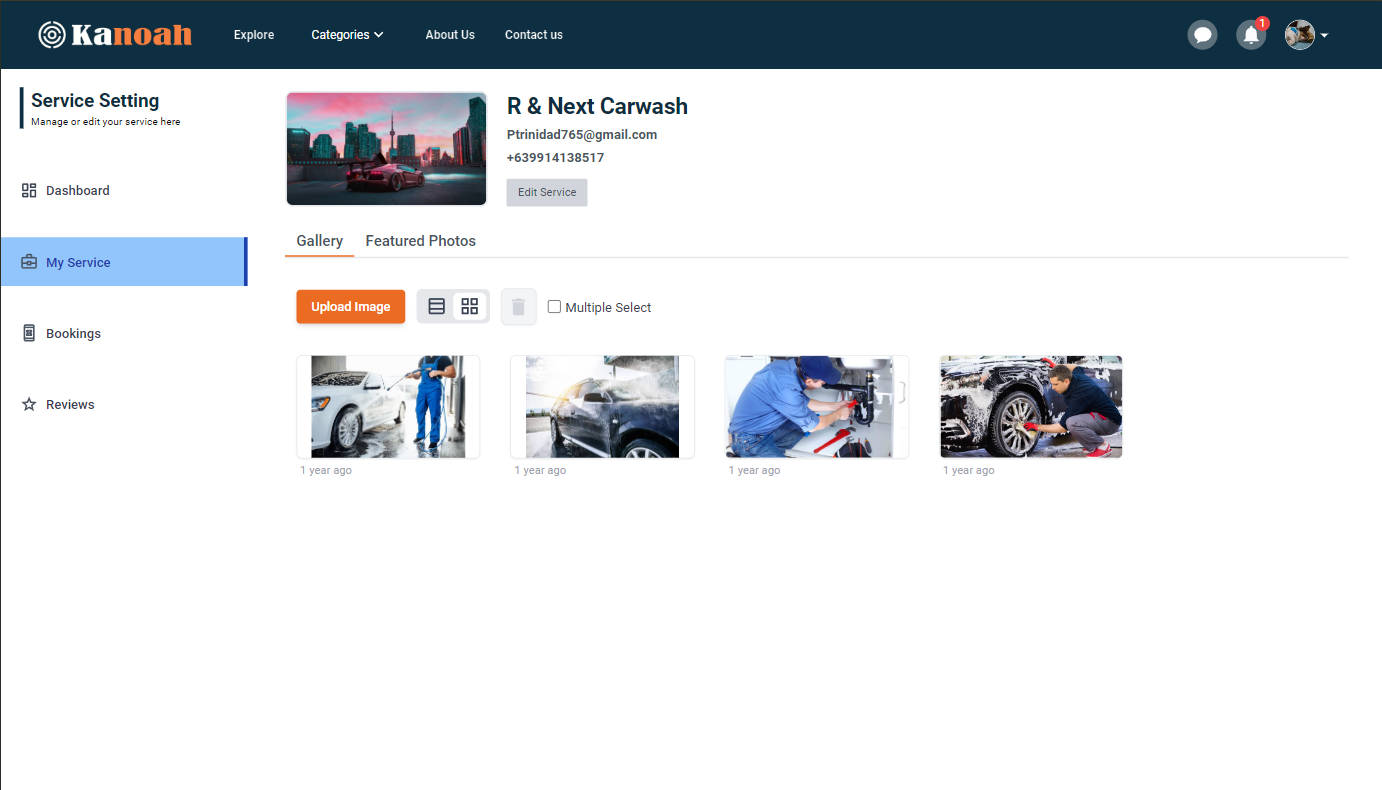 Kanoah
Explore
Categories
About Us
Contact us
1
Service Setting
Manage or edit your service here
Dashboard
My Service
Bookings
Reviews
R & Next Carwash
Ptrinidad765@gmail.com
+639914138517
Edit Service
Gallery
Featured Photos
Upload Image
Multiple Select
1 year ago
1 year ago
1 year ago
1 year ago